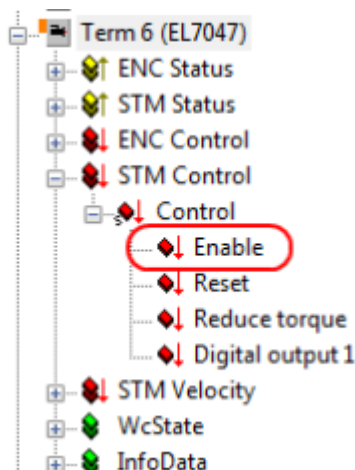 Term 6 (EL7047)
ENC Status
STM Status
ENC Control
STM Control
Control
Enable
Reset
Reduce torque
Digital output 1
STM Velocity
WcState
InfoData